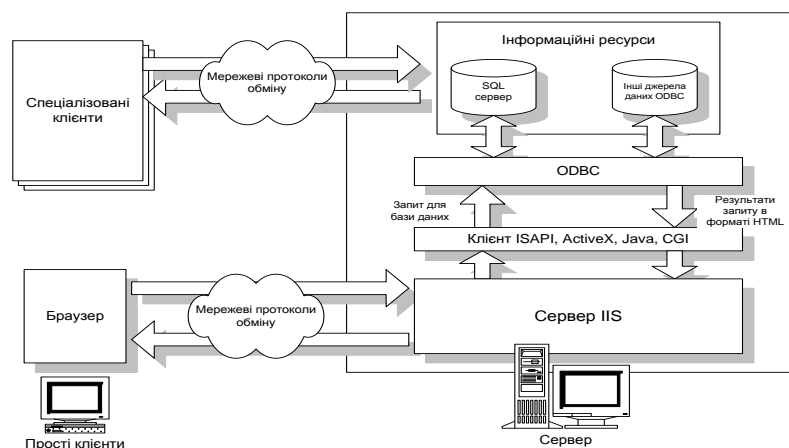 Інформаційні ресурси
Мережеві протоколи
обміну
SQL
сервер
Інші джерела
даних ODBC
Спеціалізовані
клієнти
ODBC
Запит для
бази даних
Результати
запиту в
форматі HTML
Клієнт ISAPI, ActiveX, Java, CGI
Браузер
Мережеві протоколи
обміну
Сервер IIS
Прості клієнти
Сервер